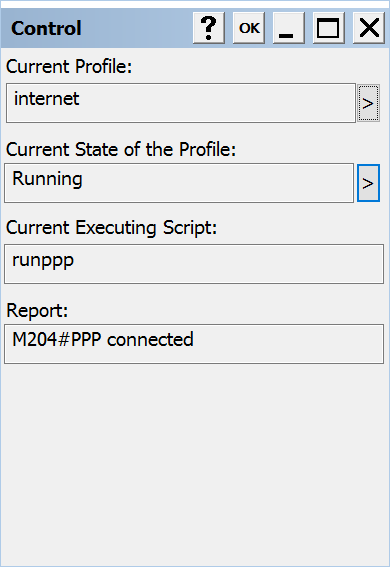 Control ? OK
Current Profile:
internet >
Current State of the Profile:
Running >
Current Executing Script:
runppp
Report:
M204#PPP connected